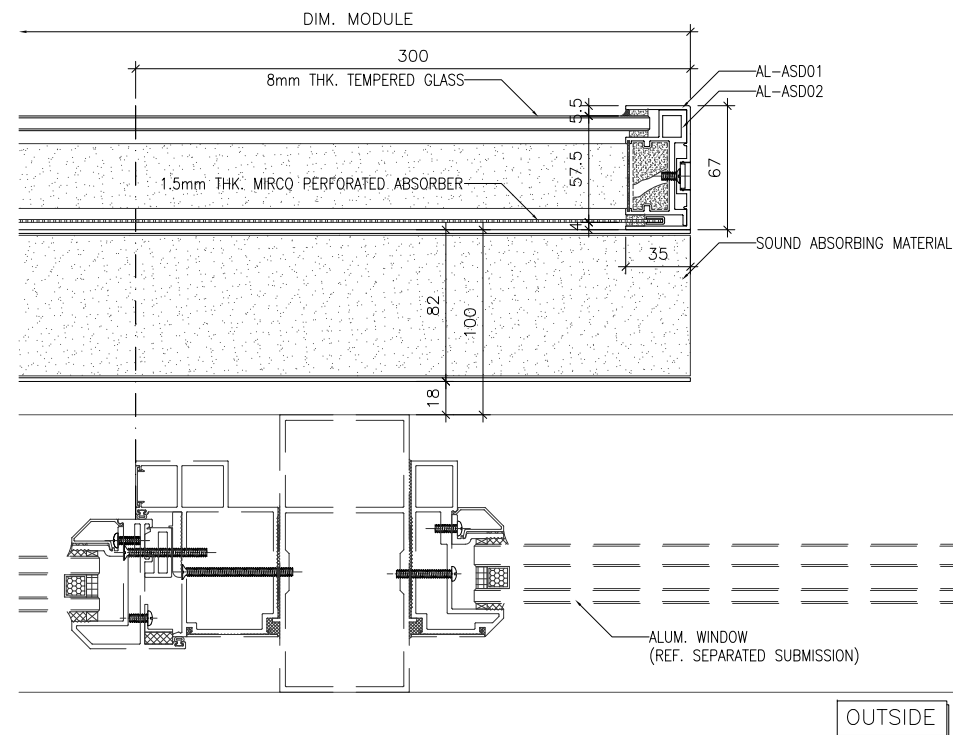 DIM. MODULE
300
8mm THK. TEMPERED GLASS
AL-ASD01
AL-ASD02
5.5
57.5
67
1.5mm THK. MIRCO PERFORATED ABSORBER
4
35
SOUND ABSORBING MATERIAL
82
100
18
ALUM. WINDOW
(REF. SEPARATED SUBMISSION)
OUTSIDE